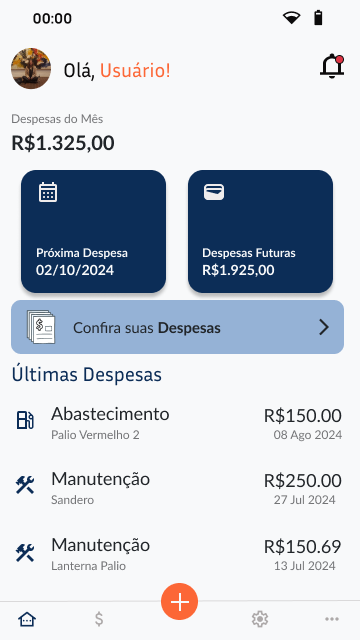 00:00
Olá, Usuário!
Despesas do Mês
R$1.325,00
Próxima Despesa
02/10/2024
Despesas Futuras
R$1.925,00
Confira suas Despesas
Últimas Despesas
Abastecimento
R$150.00
Palio Vermelho 2
08 Ago 2024
Manutenção
R$250.00
Sandero
27 Jul 2024
Manutenção
R$150.69
Lanterna Palio
13 Jul 2024